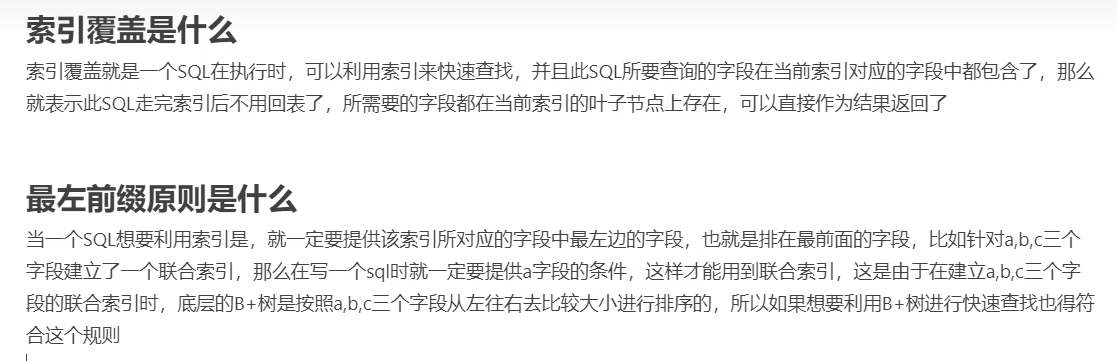 索引覆盖是什么
索引覆盖就是一个SQL在执行时，可以利用索引来快速查找，并且此SQL所要查询的字段在当前索引对应的字段中都包含了，那么
就表示此SQL走完索引后不用回表了，所需要的字段都在当前索引的叶子节点上存在，可以直接作为结果返回了
最左前缀原则是什么
当一个SQL想要利用索引是，就一定要提供该索引所对应的字段中最左边的字段，也就是排在最前面的字段，比如针对a,b,c三个
字段建立了一个联合索引，那么在写一个sql时就一定要提供a字段的条件，这样才能用到联合索引，这是由于在建立a,b,c三个字
段的联合索引时，底层的B+树是按照a,b,c三个字段从左往右去比较大小进行排序的，所以如果想要利用B+树进行快速查找也得符
合这个规则